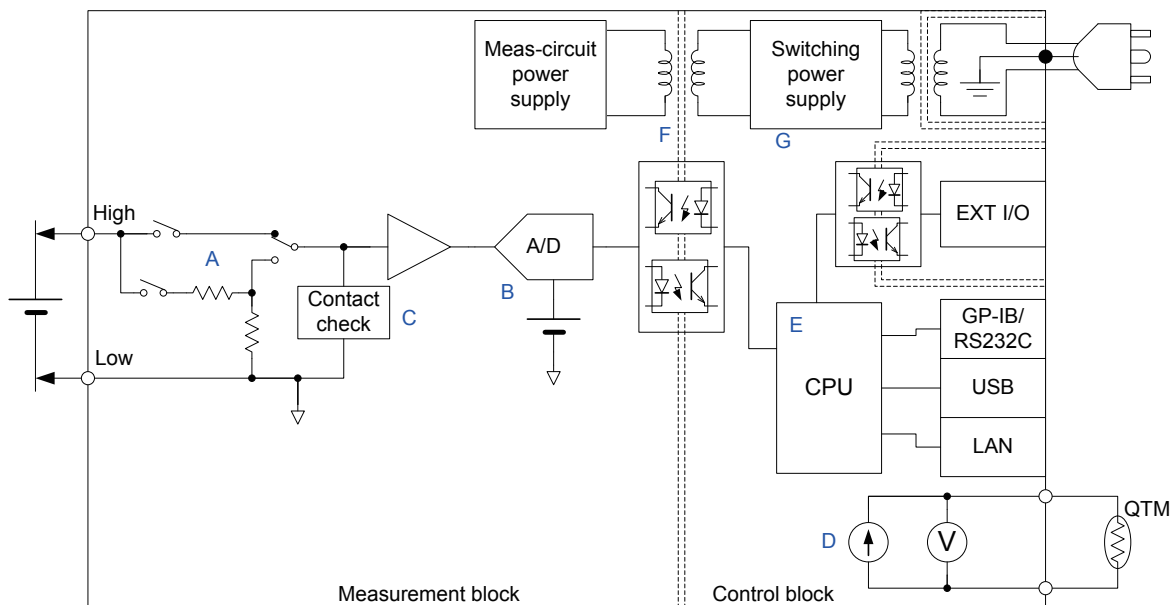 Meas-circuit
power
supply
Switching
power
supply
F
G
High
A
A/D
B
EXT I/O
Contact
check
C
E
GP-IB/
RS232C
Low
CPU
USB
LAN
QTM
D
V
Measurement block
Control block